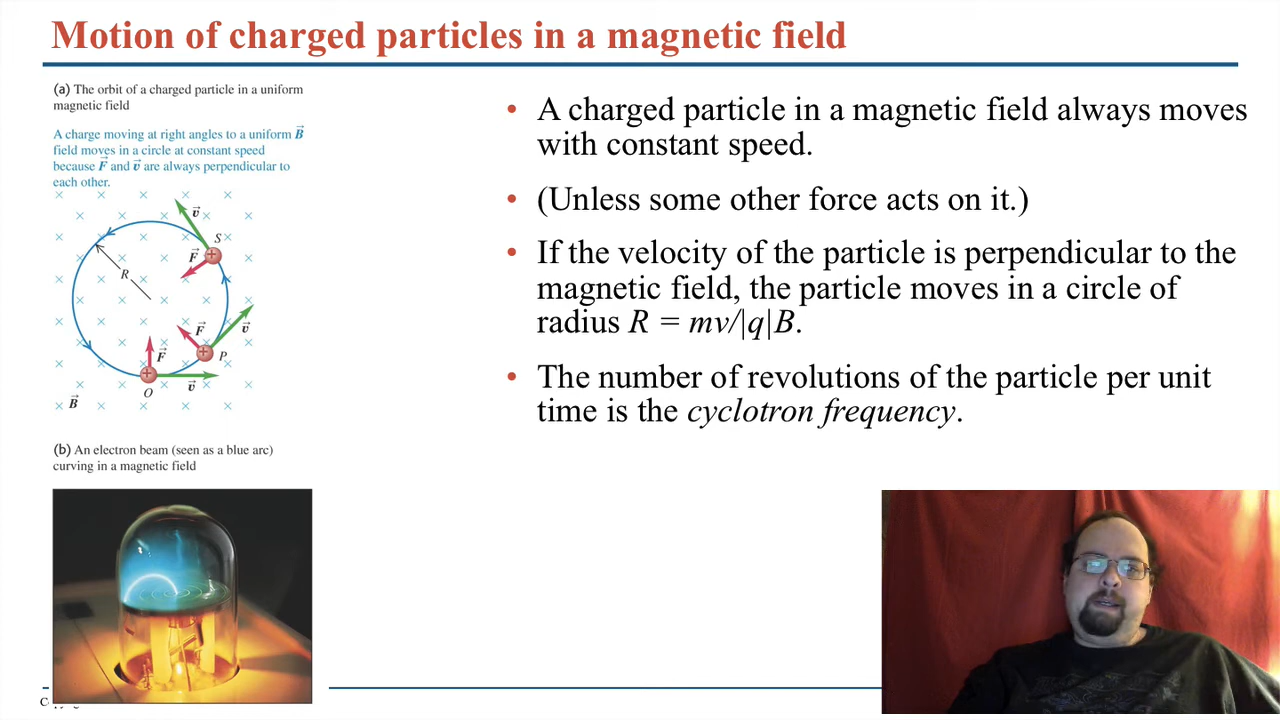 Motion of charged particles in a magnetic field
(a) The orbit of a charged particle in a uniform
magnetic field
A charge moving at right angles to a uniform B⃗
field moves in a circle at constant speed
because F⃗ and v⃗ are always perpendicular to
each other.
v⃗
S
F⃗
R
F⃗
v⃗
P
F⃗
v⃗
O
B⃗
(b) An electron beam (seen as a blue arc)
curving in a magnetic field
• A charged particle in a magnetic field always moves
with constant speed.
• (Unless some other force acts on it.)
• If the velocity of the particle is perpendicular to the
magnetic field, the particle moves in a circle of
radius R = mv/|q|B.
• The number of revolutions of the particle per unit
time is the cyclotron frequency.